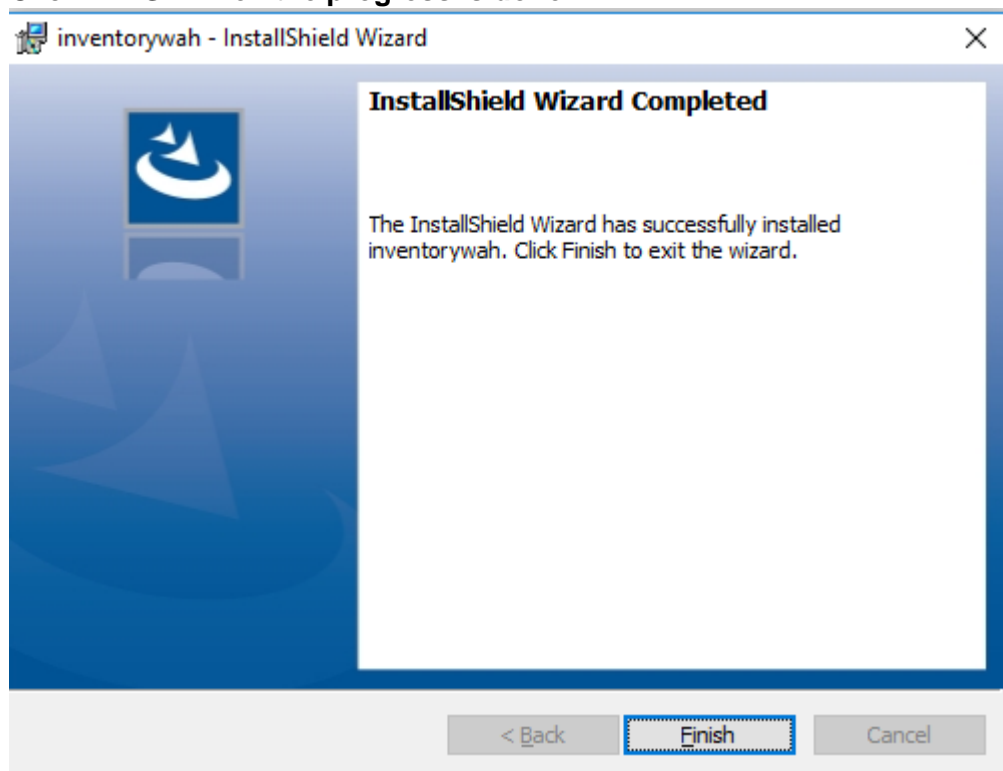 inventorywah - InstallShield Wizard
InstallShield Wizard Completed
The InstallShield Wizard has successfully installed
inventorywah. Click Finish to exit the wizard.
< Back
Finish
Cancel